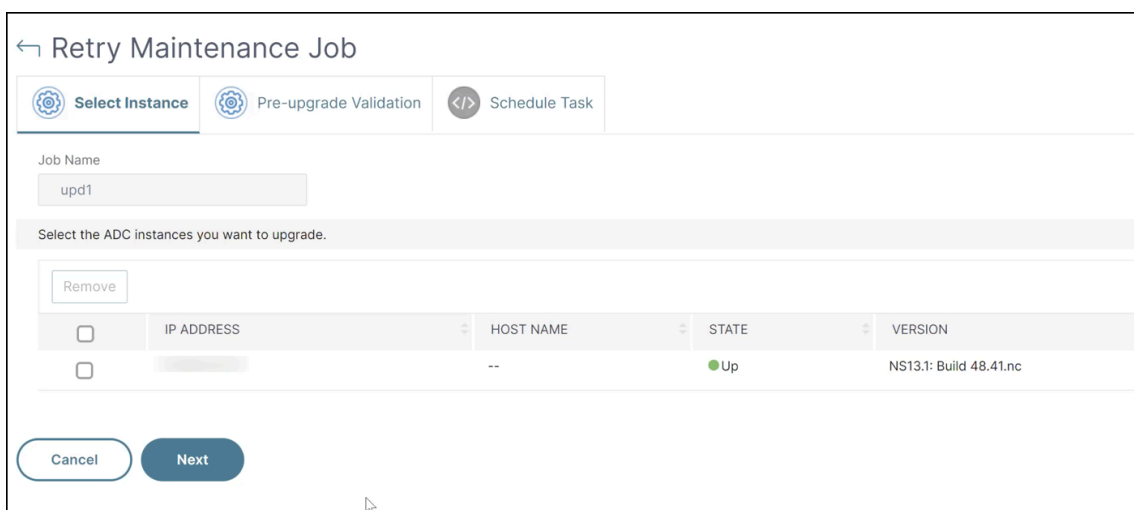 Retry Maintenance Job
Select Instance Pre-upgrade Validation </> Schedule Task
Job Name
upd1
Select the ADC instances you want to upgrade.
Remove
IP ADDRESS HOST NAME STATE VERSION
-- Up NS13.1: Build 48.41.nc
Cancel Next